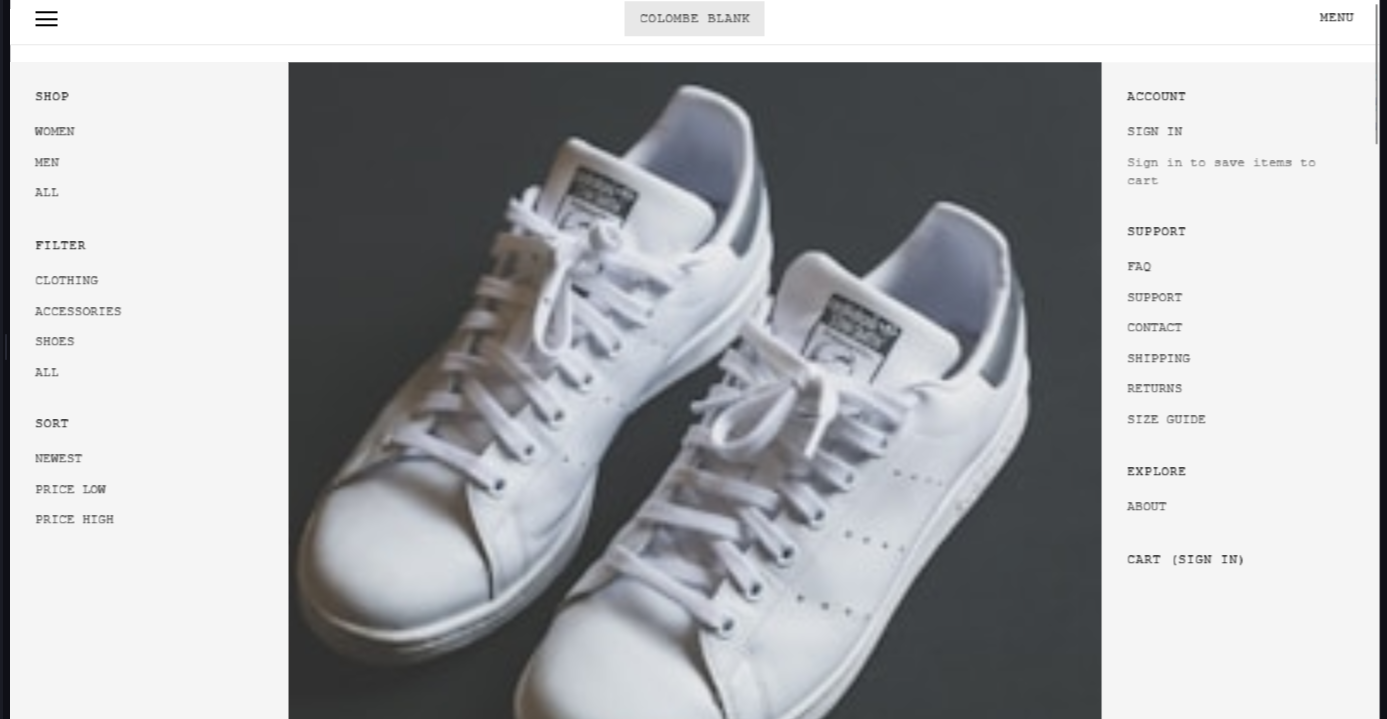 COLOMBE BLANK
MENU
SHOP
WOMEN
MEN
ALL
FILTER
CLOTHING
ACCESSORIES
SHOES
ALL
SORT
NEWEST
PRICE LOW
PRICE HIGH
ACCOUNT
SIGN IN
Sign in to save items to
cart
SUPPORT
FAQ
SUPPORT
CONTACT
SHIPPING
RETURNS
SIZE GUIDE
EXPLORE
ABOUT
CART (SIGN IN)